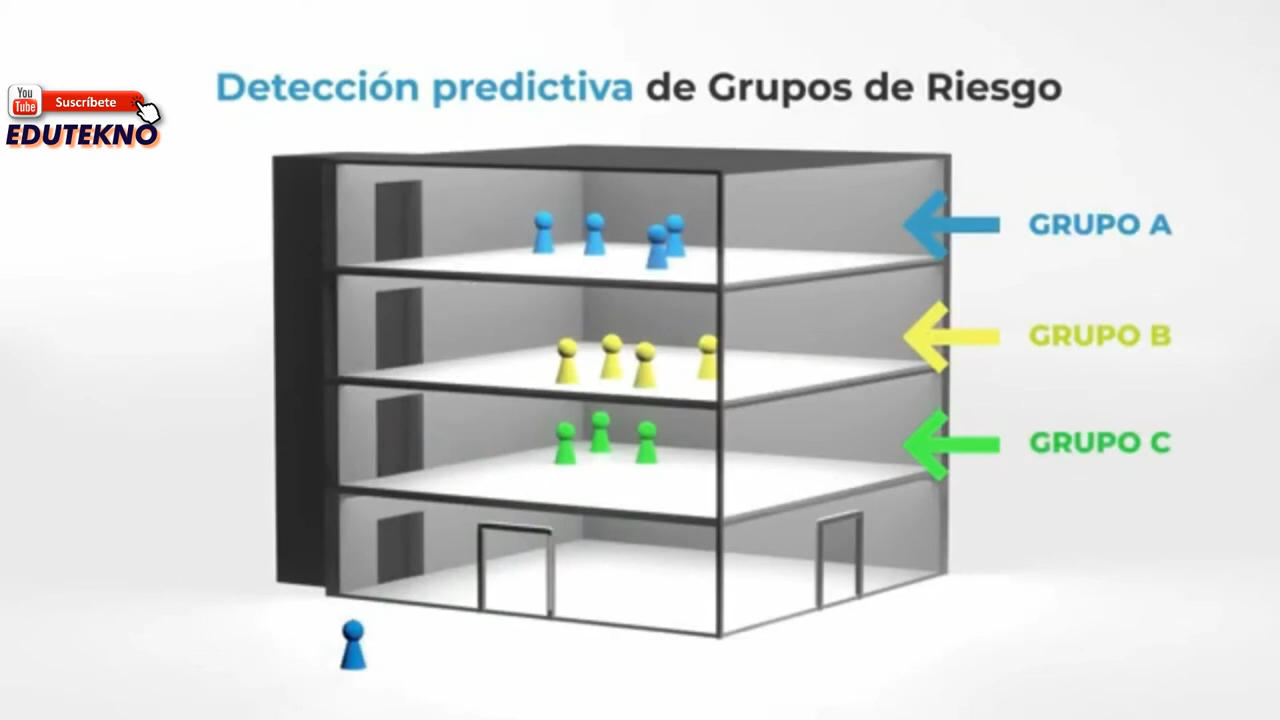 Detección predictiva de Grupos de Riesgo
You
Tube
Suscríbete
EDUTEKNO
GRUPO A
GRUPO B
GRUPO C